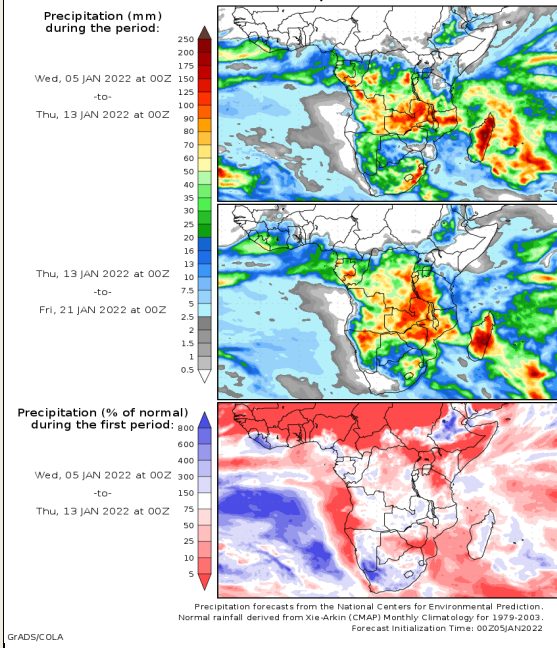 Precipitation (mm)
during the period:
250
200
175
150
125
100
90
80
70
60
50
40
35
30
25
20
16
13
10
7.5
5
2.5
2
1.5
1
0.5
Wed, 05 JAN 2022 at 00Z
-to-
Thu, 13 JAN 2022 at 00Z
Thu, 13 JAN 2022 at 00Z
-to-
Fri, 21 JAN 2022 at 00Z
Precipitation (% of normal)
during the first period:
800
600
400
300
150
75
50
25
10
5
Wed, 05 JAN 2022 at 00Z
-to-
Thu, 13 JAN 2022 at 00Z
Precipitation forecasts from the National Centers for Environmental Prediction.
Normal rainfall derived from Xie-Arkin (CMAP) Monthly Climatology for 1979-2003.
Forecast Initialization Time: 00Z05JAN2022
GrADS/COLA